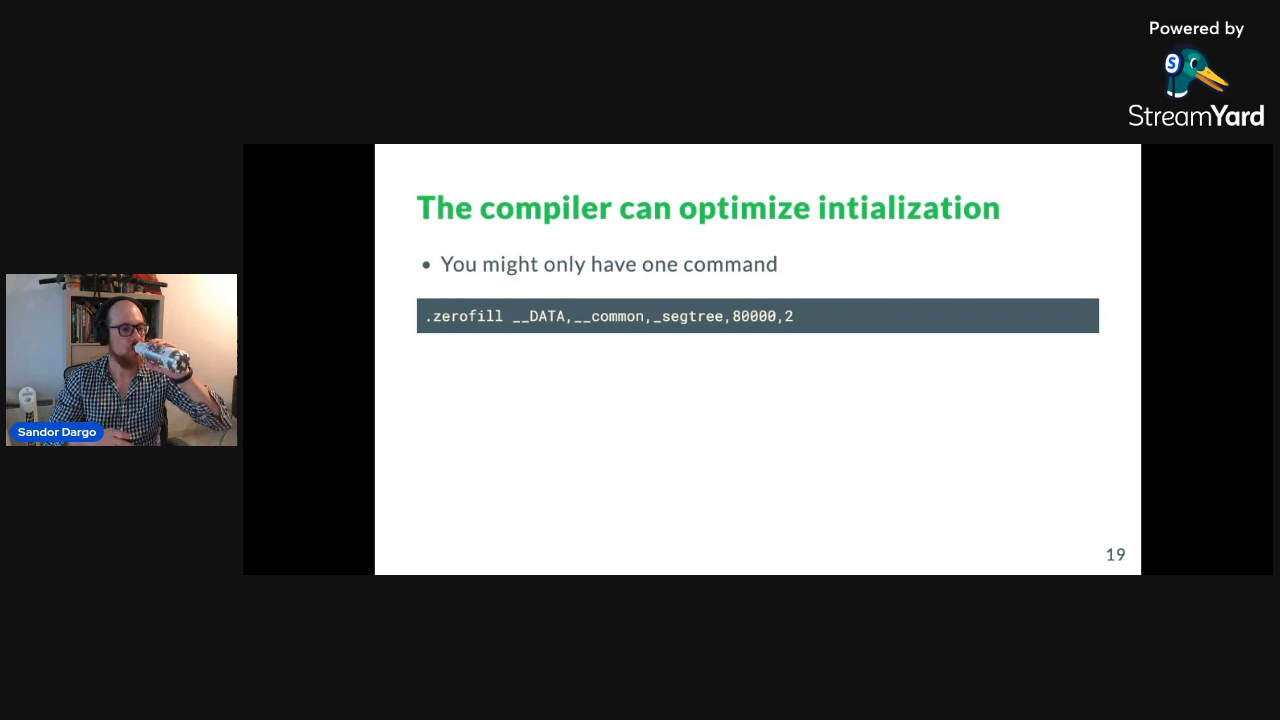 Powered by
S
StreamYard
The compiler can optimize intialization
• You might only have one command
.zerofill __DATA,__common,_segtree,80000,2
Sandor Dargo
19